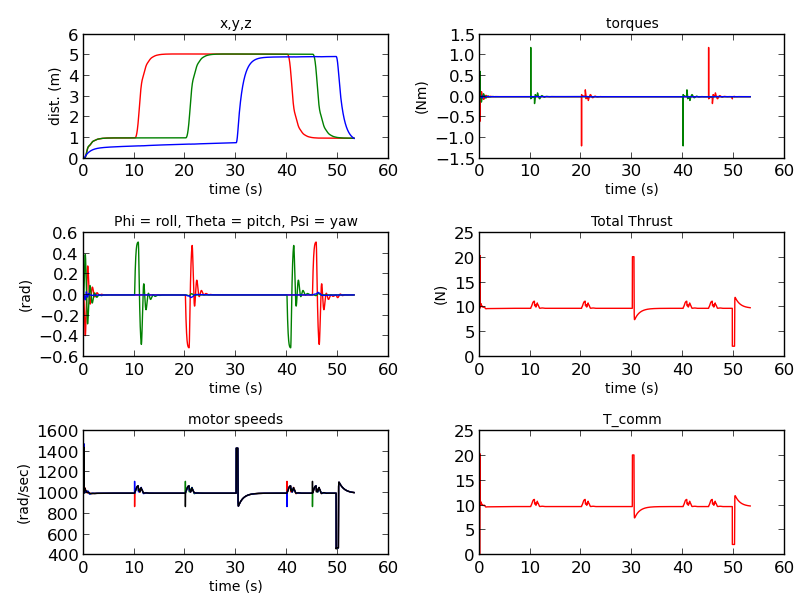 x,y,z
6
5
4
3
2
1
0
dist. (m)
0 10 20 30 40 50 60
time (s)
torques
1.5
1.0
0.5
0.0
−0.5
−1.0
−1.5
(Nm)
0 10 20 30 40 50 60
time (s)
Phi = roll, Theta = pitch, Psi = yaw
0.6
0.4
0.2
0.0
−0.2
−0.4
−0.6
(rad)
0 10 20 30 40 50 60
time (s)
Total Thrust
25
20
15
10
5
0
(N)
0 10 20 30 40 50 60
time (s)
motor speeds
1600
1400
1200
1000
800
600
400
(rad/sec)
0 10 20 30 40 50 60
time (s)
T_comm
25
20
15
10
5
0
0 10 20 30 40 50 60